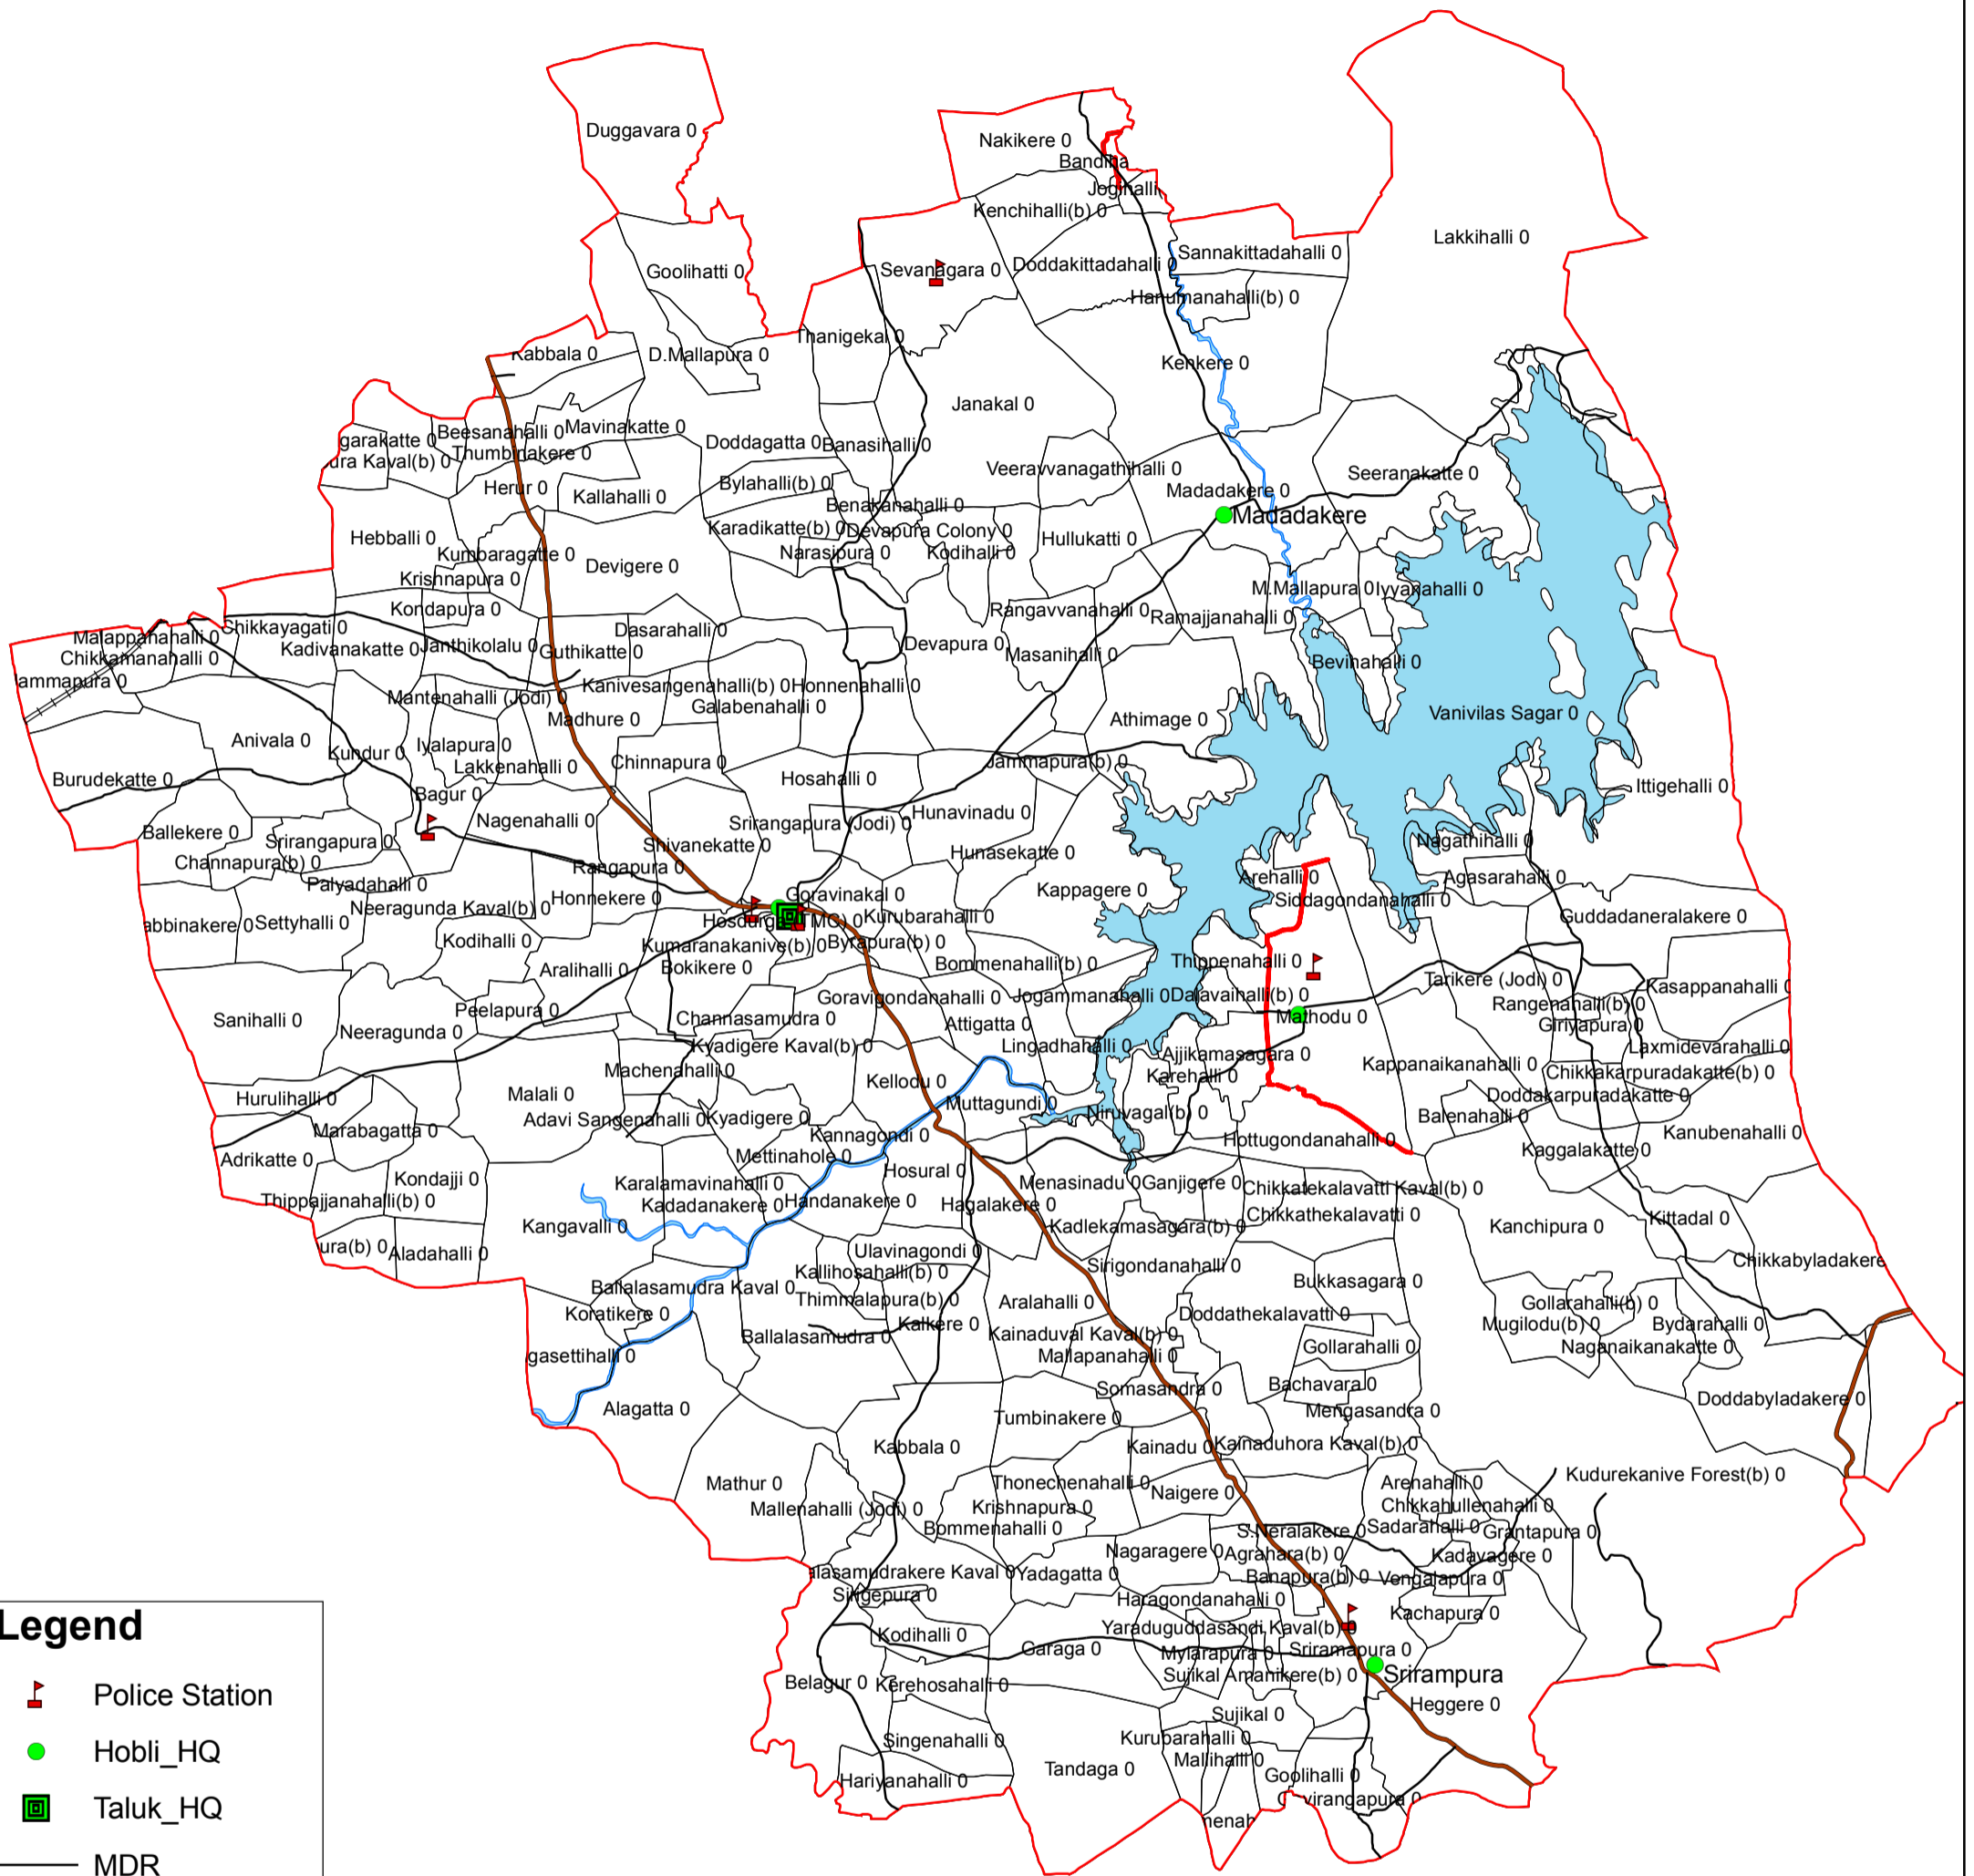 Duggavara 0
Nakikere 0
Bandiha
Jogihalli(
Kenchihalli(b) 0
Lakkihalli 0
Sannakittadahalli 0
Goolihatti 0
Sevanagara 0
Doddakittadahalli 0
Hanumanahalli(b) 0
Thanigekal 0
Kabbala 0
D.Mallapura 0
Kenkere 0
Janakal 0
Mavinakatte 0
Beesanahalli 0
garakatte 0
Doddagatta 0
Banasihalli 0
Thumbinakere 0
ura Kaval(b) 0
Veeravvanagathihalli 0
Seeranakatte 0
Bylahalli(b) 0
Herur 0
Kallahalli 0
Madadakere 0
Benakanahalli 0
Madadakere
Karadikatte(b) 0
Devapura Colony 0
Hebballi 0
Hullukatti 0
Kumbaragatte 0
Narasipura 0
Kodihalli 0
Devigere 0
Krishnapura 0
M.Mallapura 0
Iyyanahalli 0
Kondapura 0
Rangavvanahalli 0
Ramajjanahalli 0
Shikkayagati 0
Dasarahalli 0
Malappanahalli 0
Kadivanakatte 0
Janthikolalu 0
Guthikatte 0
Devapura 0
Masanihalli 0
Chikkamanahalli 0
Bevinahalli 0
ammapura 0
Kanivesangenahalli(b) 0
Honnenahalli 0
Mantenahalli (Jodi) 0
Galabenahalli 0
Madhure 0
Athimage 0
Vanivilas Sagar 0
Anivala 0
Kundur 0
Iyalapura 0
Lakkenahalli 0
Chinnapura 0
Jammapura(b) 0
Burudekatte 0
Hosahalli 0
Ittigehalli 0
Bagur 0
Nagenahalli 0
Srirangapura (Jodi) 0
Hunavinadu 0
Ballekere 0
Srirangapura 0
Shivanekatte 0
Hunasekatte 0
Nagathihalli 0
Channapura(b) 0
Rangapura 0
Arehalli 0
Agasarahalli 0
Palyadahalli 0
Goravinakal 0
Kappagere 0
Neeragunda Kaval(b) 0
Honnekere 0
Siddagondanahalli 0
abbinakere 0
Settyhalli 0
Kurubarahalli 0
Guddadaneralakere 0
Kodihalli 0
Kumaranakanive(b) 0
Byrapura(b) 0
Aralihalli 0
Bokikere 0
Bommenahalli(b) 0
Thippenahalli 0
Tarikere (Jodi) 0
Kasappanahalli 0
Goravigondanahalli 0
Jogammanahalli 0
Dalavaihalli(b) 0
Rangenahalli(b) 0
Peelapura 0
Sanihalli 0
Neeragunda 0
Channasamudra 0
Attigatta 0
Mathodu 0
Giriyapura 0
Kyadigere Kaval(b) 0
Lingadhahalli 0
Ajjikamasagara 0
Laxmidevarahalli 0
Machenahalli 0
Kellodu 0
Karehalli 0
Kappanaikanahalli 0
Chikkakarpuradakatte(b) 0
Hurulihalli 0
Malali 0
Muttagundi 0
Niruvagal(b) 0
Doddakarpuradakatte 0
Adavi Sangenahalli 0
Kyadigere 0
Balenahalli 0
Marabagatta 0
Kannagondi 0
Hottugondanahalli 0
Kaggalakatte 0
Kanubenahalli 0
Adrikatte 0
Mettinahole 0
Kondajji 0
Karalamavinahalli 0
Hosural 0
Menasinadu 0
Ganjigere 0
Chikkatekalavatti Kaval(b) 0
Thippajjanahalli(b) 0
Kadadanakere 0
Handanakere 0
Hagalakere 0
Chikkathekalavatti 0
Kittadal 0
Kangavalli 0
Kadlekamasagara(b) 0
Kanchipura 0
ura(b) 0
Aladahalli 0
Ulavinagondi 0
Chikkabyladakere
Sirigondanahalli 0
Kallihosahalli(b) 0
Bukkasagara 0
Ballalasamudra Kaval 0
Thimmalapura(b) 0
Aralahalli 0
Gollarahalli(b) 0
Koratikere 0
Doddathekalavatti 0
Kalkere 0
Mugilodu(b) 0
Bydarahalli 0
Ballalasamudra 0
Kainaduval Kaval(b) 0
Gollarahalli 0
Naganaikanakatte 0
gasettihalli 0
Mallapanahalli 0
Bachavara 0
Somasandra 0
Doddabyladakere 0
Alagatta 0
Mengasandra 0
Tumbinakere 0
Kabbala 0
Kainadu 0
Kainaduhora Kaval(b) 0
Kudurekanive Forest(b) 0
Mathur 0
Thonechenahalli 0
Naigere 0
Arenahalli 0
Mallenahalli (Jodi) 0
Krishnapura 0
Chikkahullenahalli 0
Bommenahalli 0
S.Neralakere 0
Sadarahalli 0
Grantapura 0
Nagaragere 0
Agrahara(b) 0
Kadavagere 0
alasamudrakere Kaval 0
Yadagatta 0
Banapura(b) 0
Vengalapura 0
Singepura 0
Haragondanahalli 0
Kachapura 0
Kodihalli 0
Yaraduguddasandi Kaval(b) 0
Garaga 0
Mylarapura 0
Sriramapura 0
Belagur 0
Kerehosahalli 0
Sujikal Amanikere(b) 0
Srirampura
Heggere 0
Sujikal 0
Singenahalli 0
Kurubarahalli 0
Mallihalli 0
Tandaga 0
Hariyanahalli 0
Goolihalli 0
virangapura 0
nenah
Legend
Police Station
Hobli_HQ
Taluk_HQ
MDR